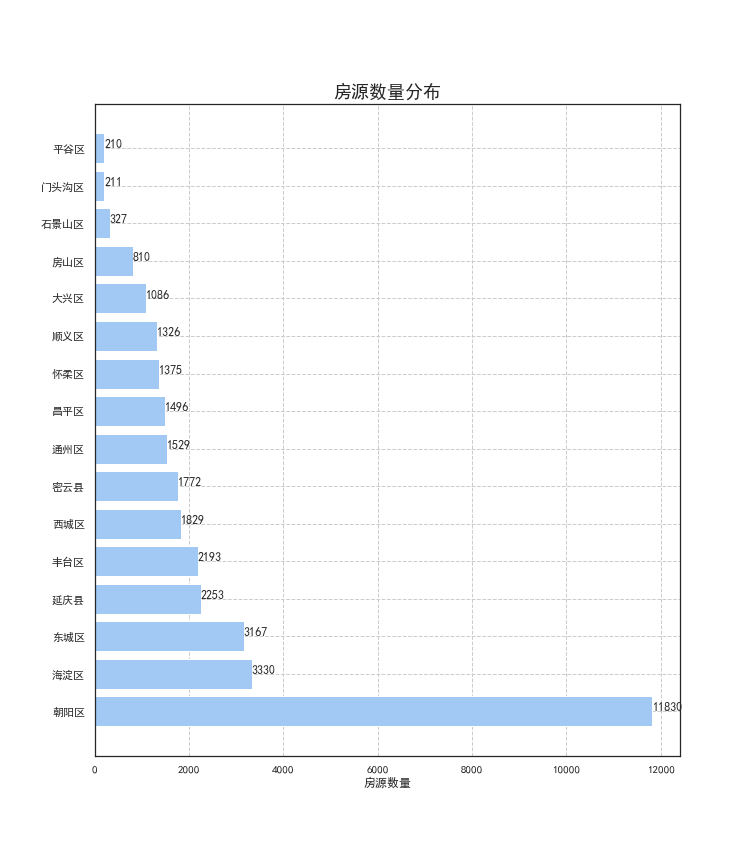 房源数量分布
平谷区 210
门头沟区 211
石景山区 327
房山区 810
大兴区 1086
顺义区 1326
怀柔区 1375
昌平区 1496
通州区 1529
密云县 1772
西城区 1829
丰台区 2193
延庆县 2253
东城区 3167
海淀区 3330
朝阳区 11830
0 2000 4000 6000 8000 10000 12000
房源数量